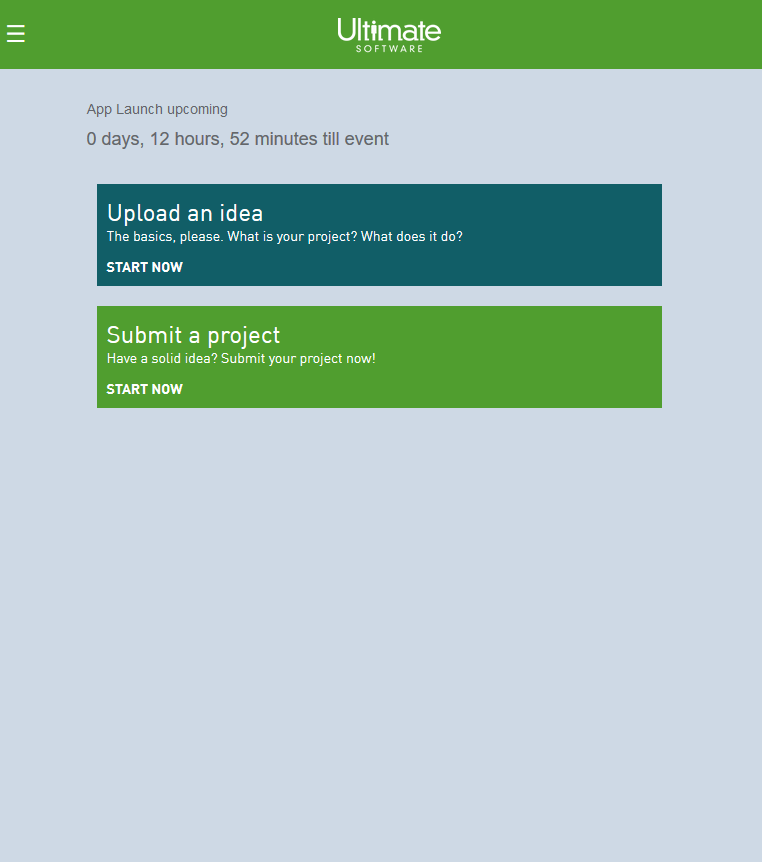 Ultimate
SOFTWARE
App Launch upcoming
0 days, 12 hours, 52 minutes till event
Upload an idea
The basics, please. What is your project? What does it do?
START NOW
Submit a project
Have a solid idea? Submit your project now!
START NOW